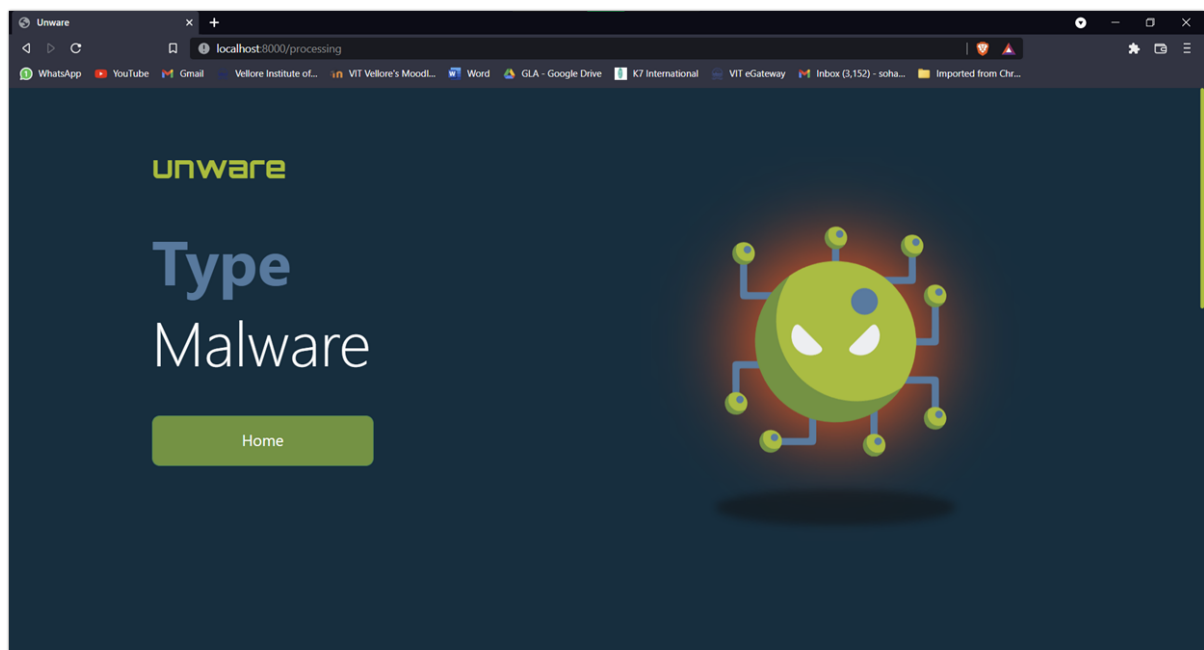 Unware
localhost:8000/processing
WhatsApp YouTube Gmail Vellore Institute of... VIT Vellore's Moodl... Word GLA - Google Drive K7 International VIT eGateway Inbox (3,152) - soha... Imported from Chr...
unware
Type
Malware
Home